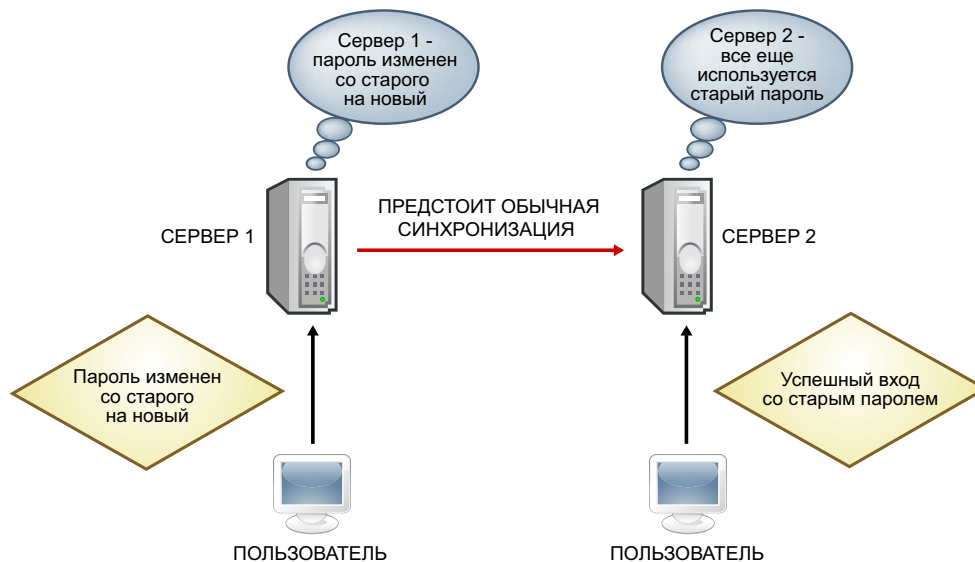 Сервер 1 -
пароль изменен
со старого
на новый
Сервер 2 -
все еще
используется
старый пароль
ПРЕДСТОИТ ОБЫЧНАЯ
СИНХРОНИЗАЦИЯ
СЕРВЕР 1
СЕРВЕР 2
Пароль изменен
со старого
на новый
Успешный вход
со старым паролем
ПОЛЬЗОВАТЕЛЬ
ПОЛЬЗОВАТЕЛЬ